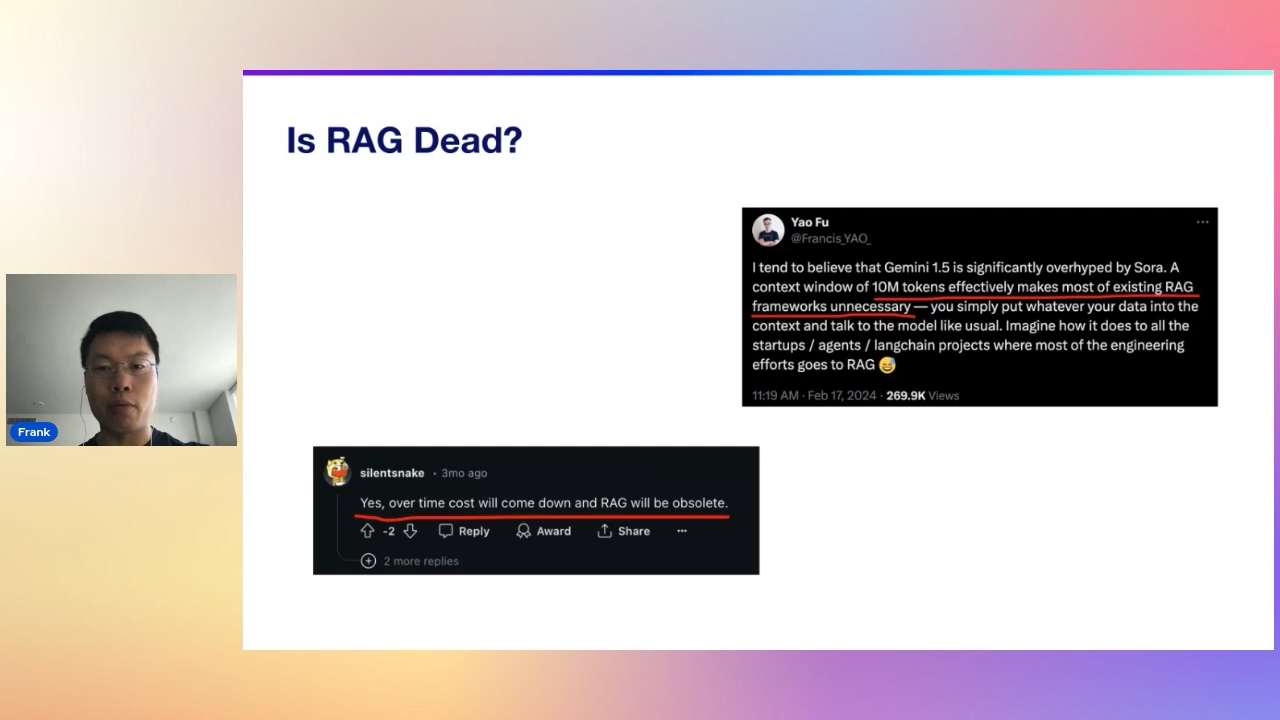 Is RAG Dead?
Yao Fu
@Francis_YAO_
I tend to believe that Gemini 1.5 is significantly overhyped by Sora. A
context window of 10M tokens effectively makes most of existing RAG
frameworks unnecessary — you simply put whatever your data into the
context and talk to the model like usual. Imagine how it does to all the
startups / agents / langchain projects where most of the engineering
efforts goes to RAG 😅
11:19 AM · Feb 17, 2024 · 269.9K Views
Frank
silentsnake · 3mo ago
Yes, over time cost will come down and RAG will be obsolete.
-2 Reply Award Share ···
2 more replies